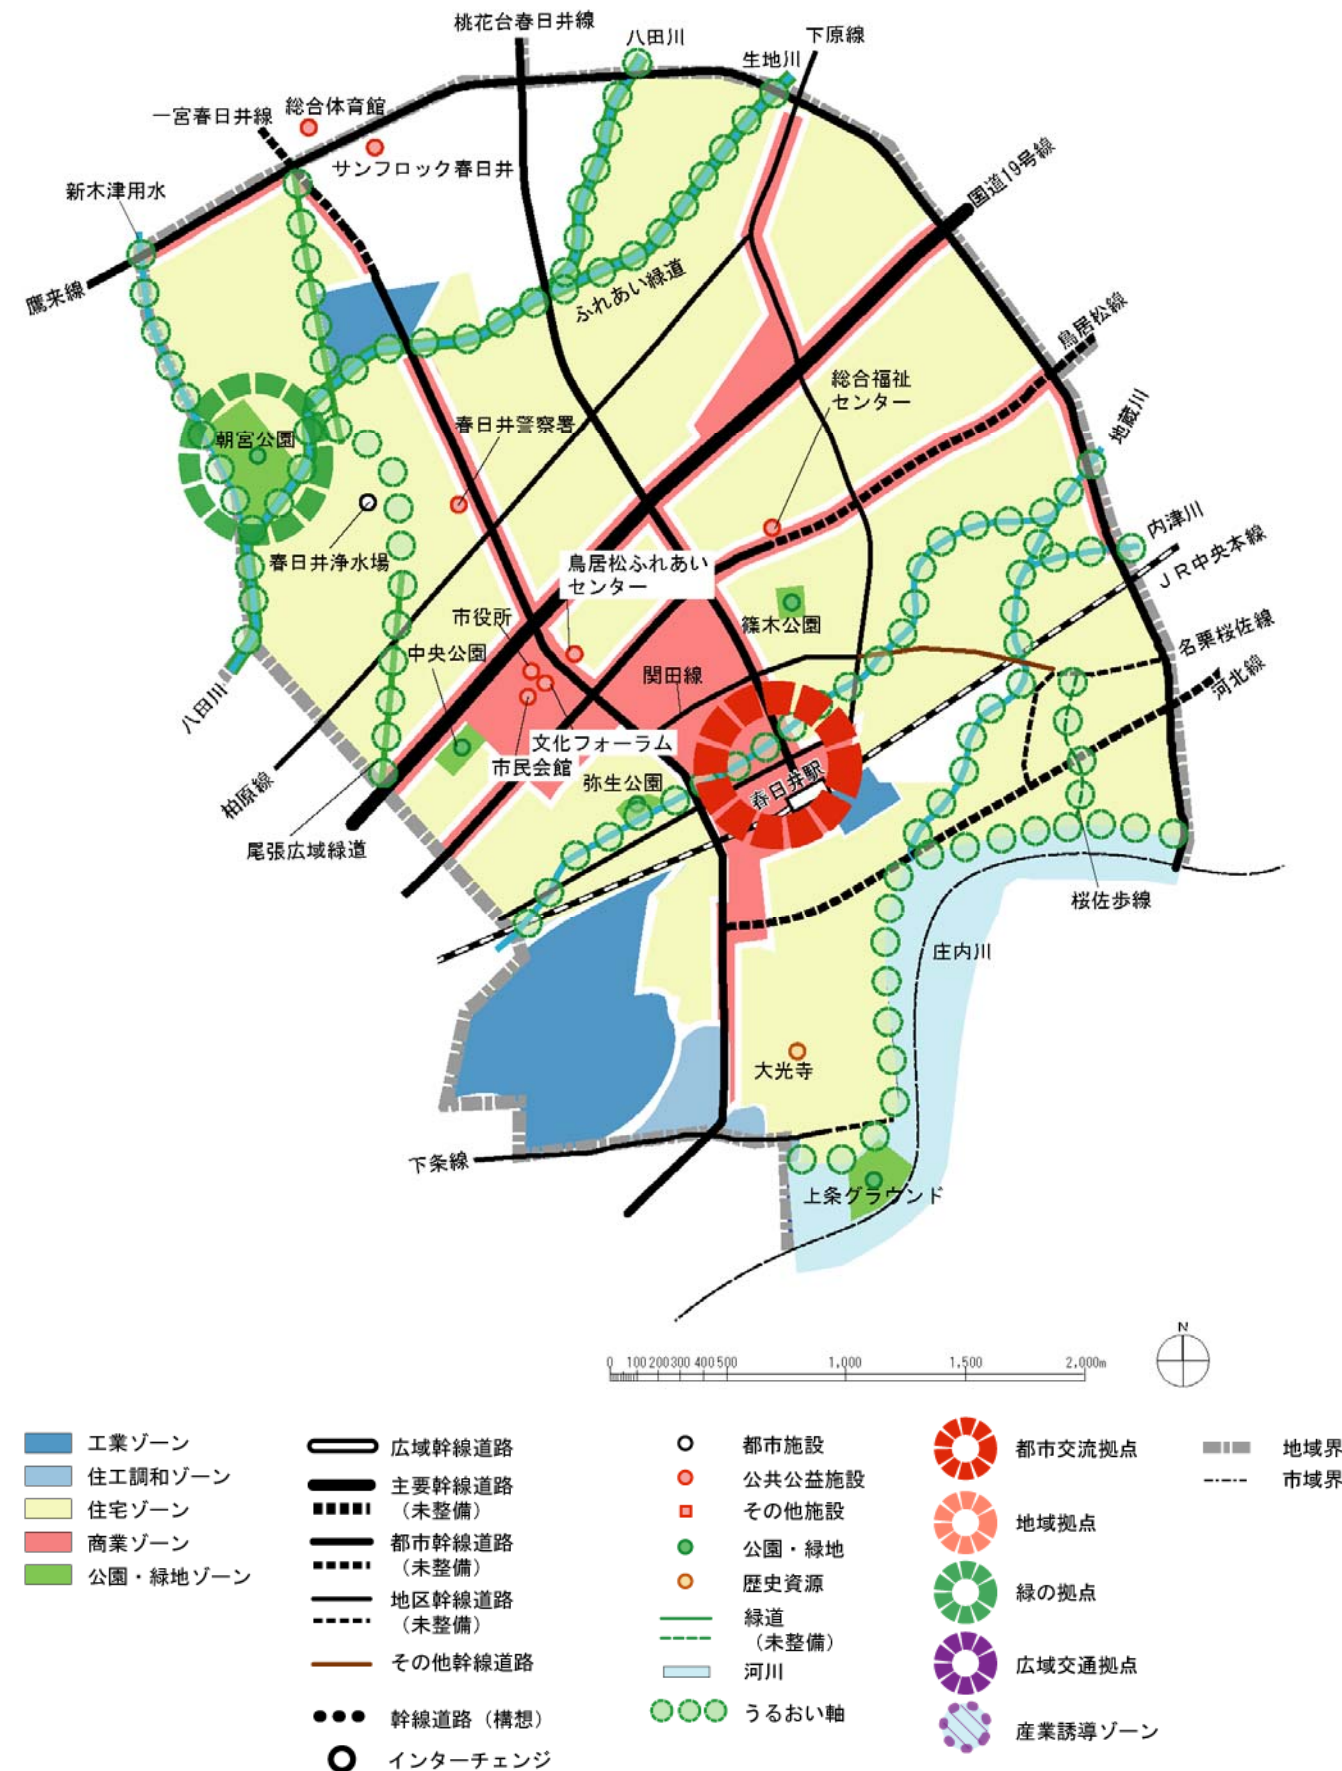 桃花台春日井線
八田川
下原線
生地川
一宮春日井線
総合体育館
サンフロック春日井
国道19号線
新木津用水
鷹来線
ふれあい緑道
鳥居松線
総合福祉
センター
地蔵川
朝宮公園
春日井警察署
内津川
JR中央本線
春日井浄水場
鳥居松ふれあい
センター
市役所
篠木公園
名栗桜佐線
中央公園
関田線
河北線
八田川
文化フォーラム
市民会館
春日井駅
弥生公園
柏原線
尾張広域緑道
桜佐歩線
庄内川
大光寺
下条線
上条グラウンド
N
0 100 200 300 400 500 1,000 1,500 2,000m
工業ゾーン
住工調和ゾーン
住宅ゾーン
商業ゾーン
公園・緑地ゾーン
広域幹線道路
主要幹線道路
(未整備)
都市幹線道路
(未整備)
地区幹線道路
(未整備)
その他幹線道路
幹線道路(構想)
インターチェンジ
都市施設
公共公益施設
その他施設
公園・緑地
歴史資源
緑道
(未整備)
河川
うるおい軸
都市交流拠点
地域拠点
緑の拠点
広域交通拠点
産業誘導ゾーン
地域界
市域界